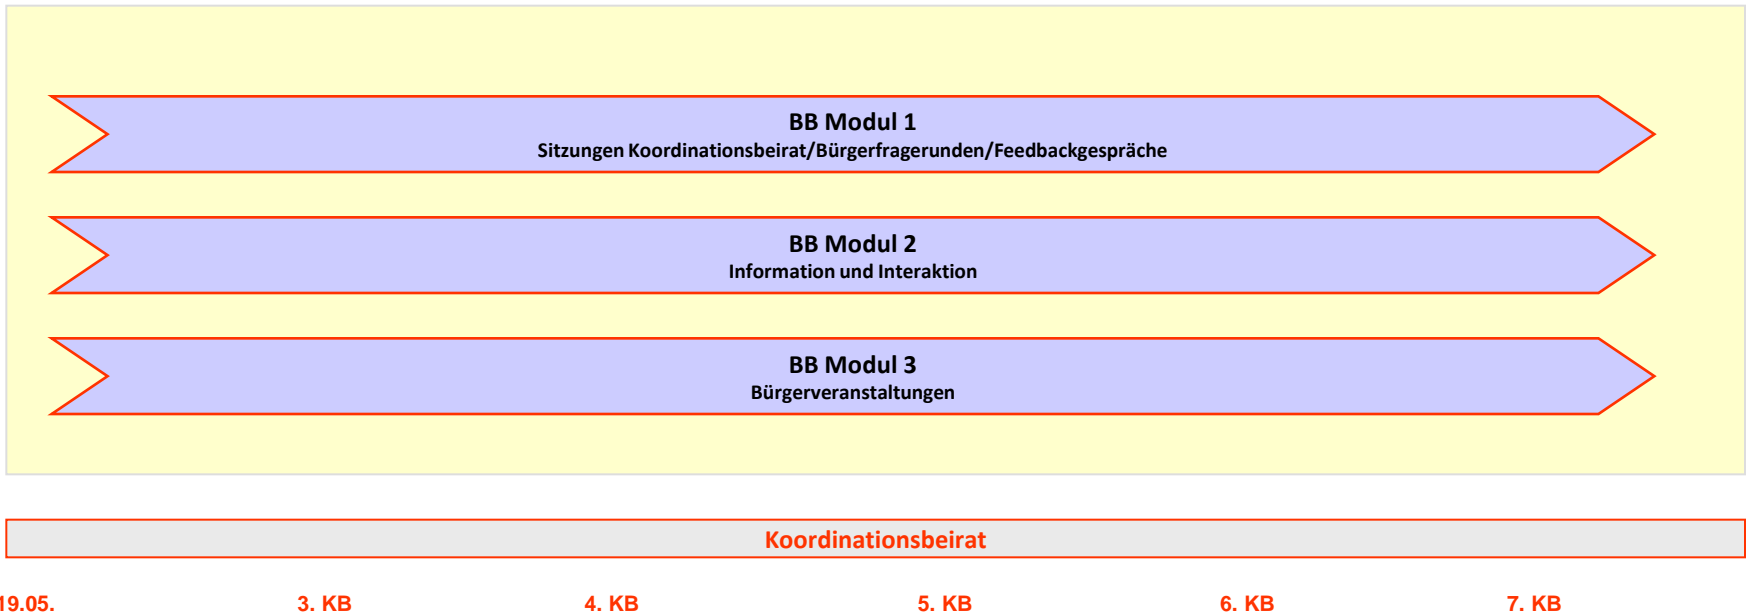 BB Modul 1
Sitzungen Koordinationsbeirat/Bürgerfragerunden/Feedbackgespräche
BB Modul 2
Information und Interaktion
BB Modul 3
Bürgerveranstaltungen
Koordinationsbeirat
19.05. 3. KB 4. KB 5. KB 6. KB 7. KB